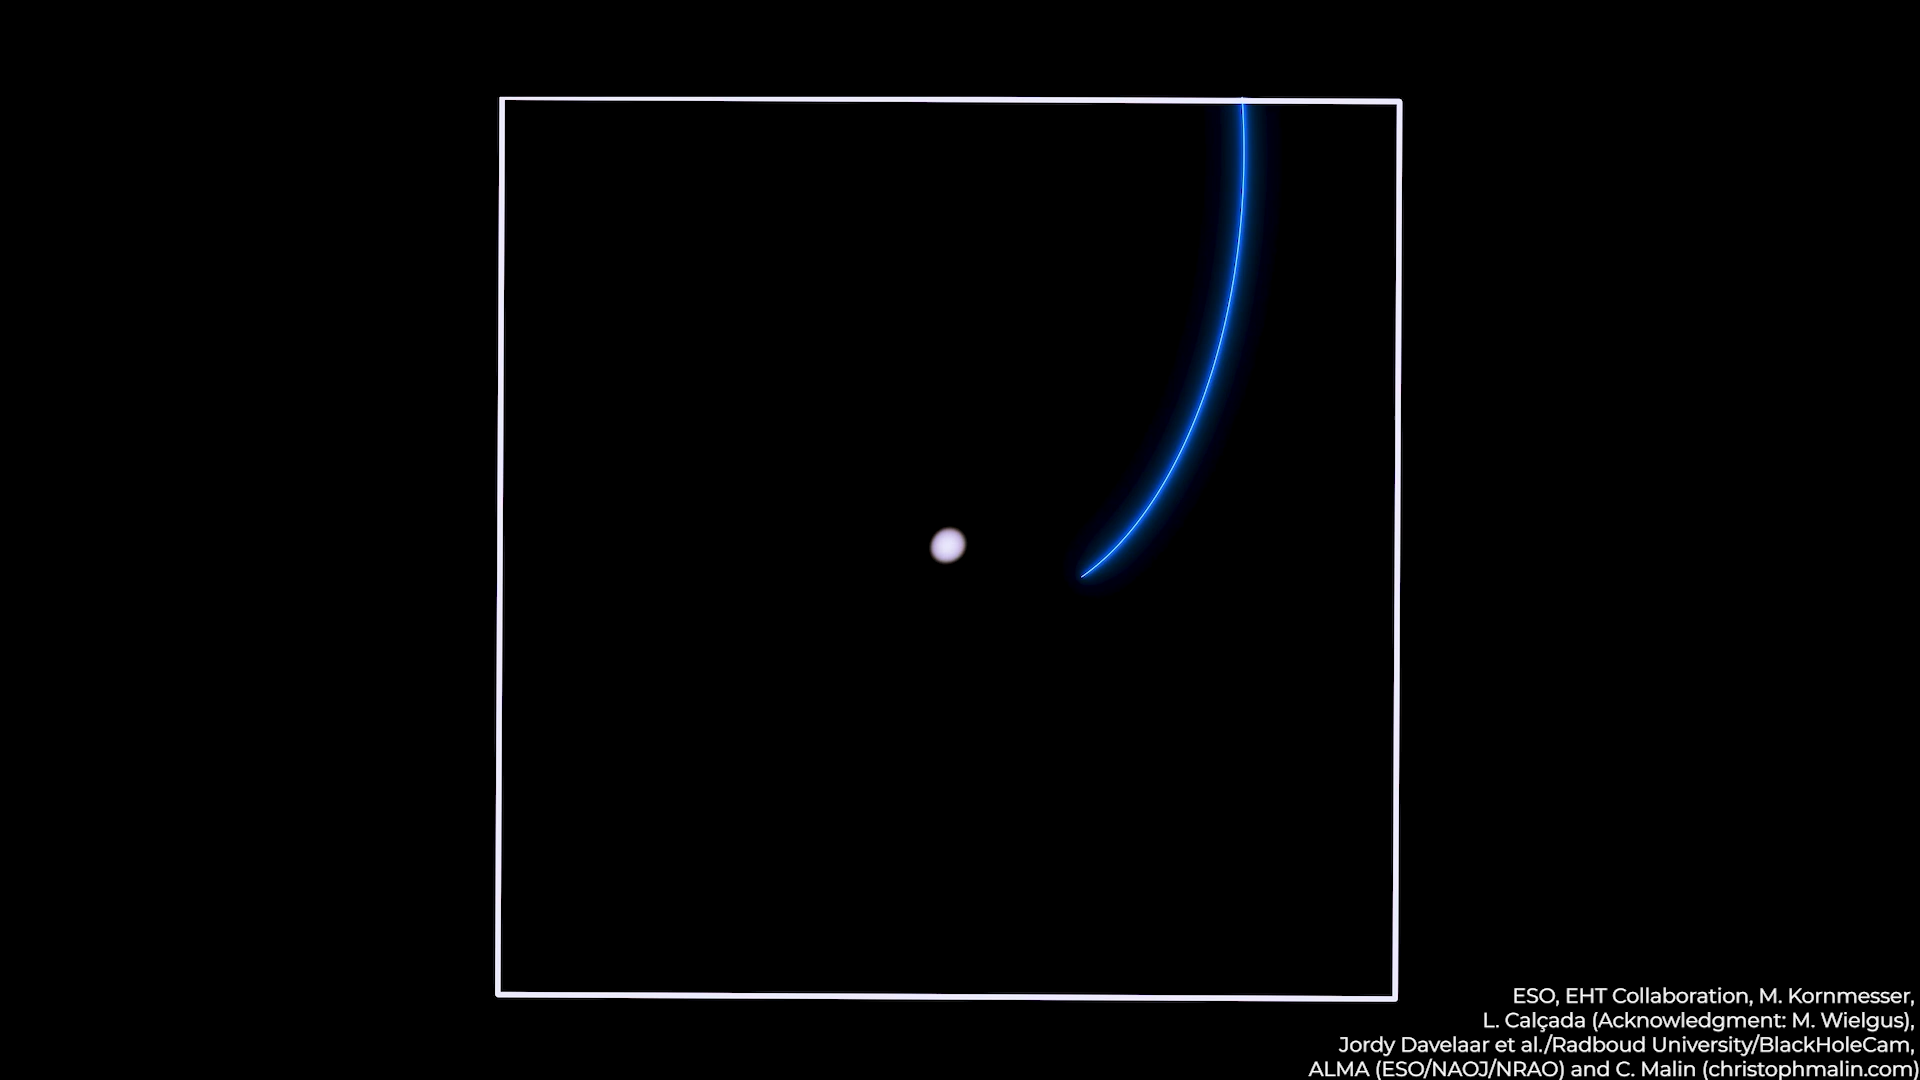 ESO, EHT Collaboration, M. Kornmesser,
L. Calçada (Acknowledgment: M. Wielgus),
Jordy Davelaar et al./Radboud University/BlackHoleCam,
ALMA (ESO/NAOJ/NRAO) and C. Malin (christophmalin.com)